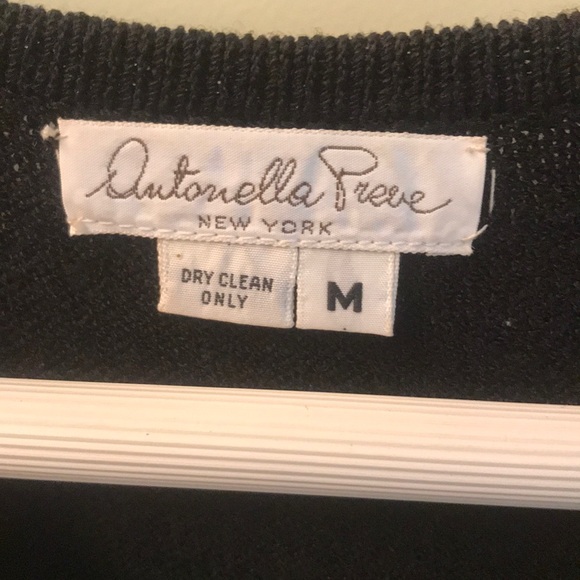 Antonella Preve
NEW YORK
DRY CLEAN
ONLY
M